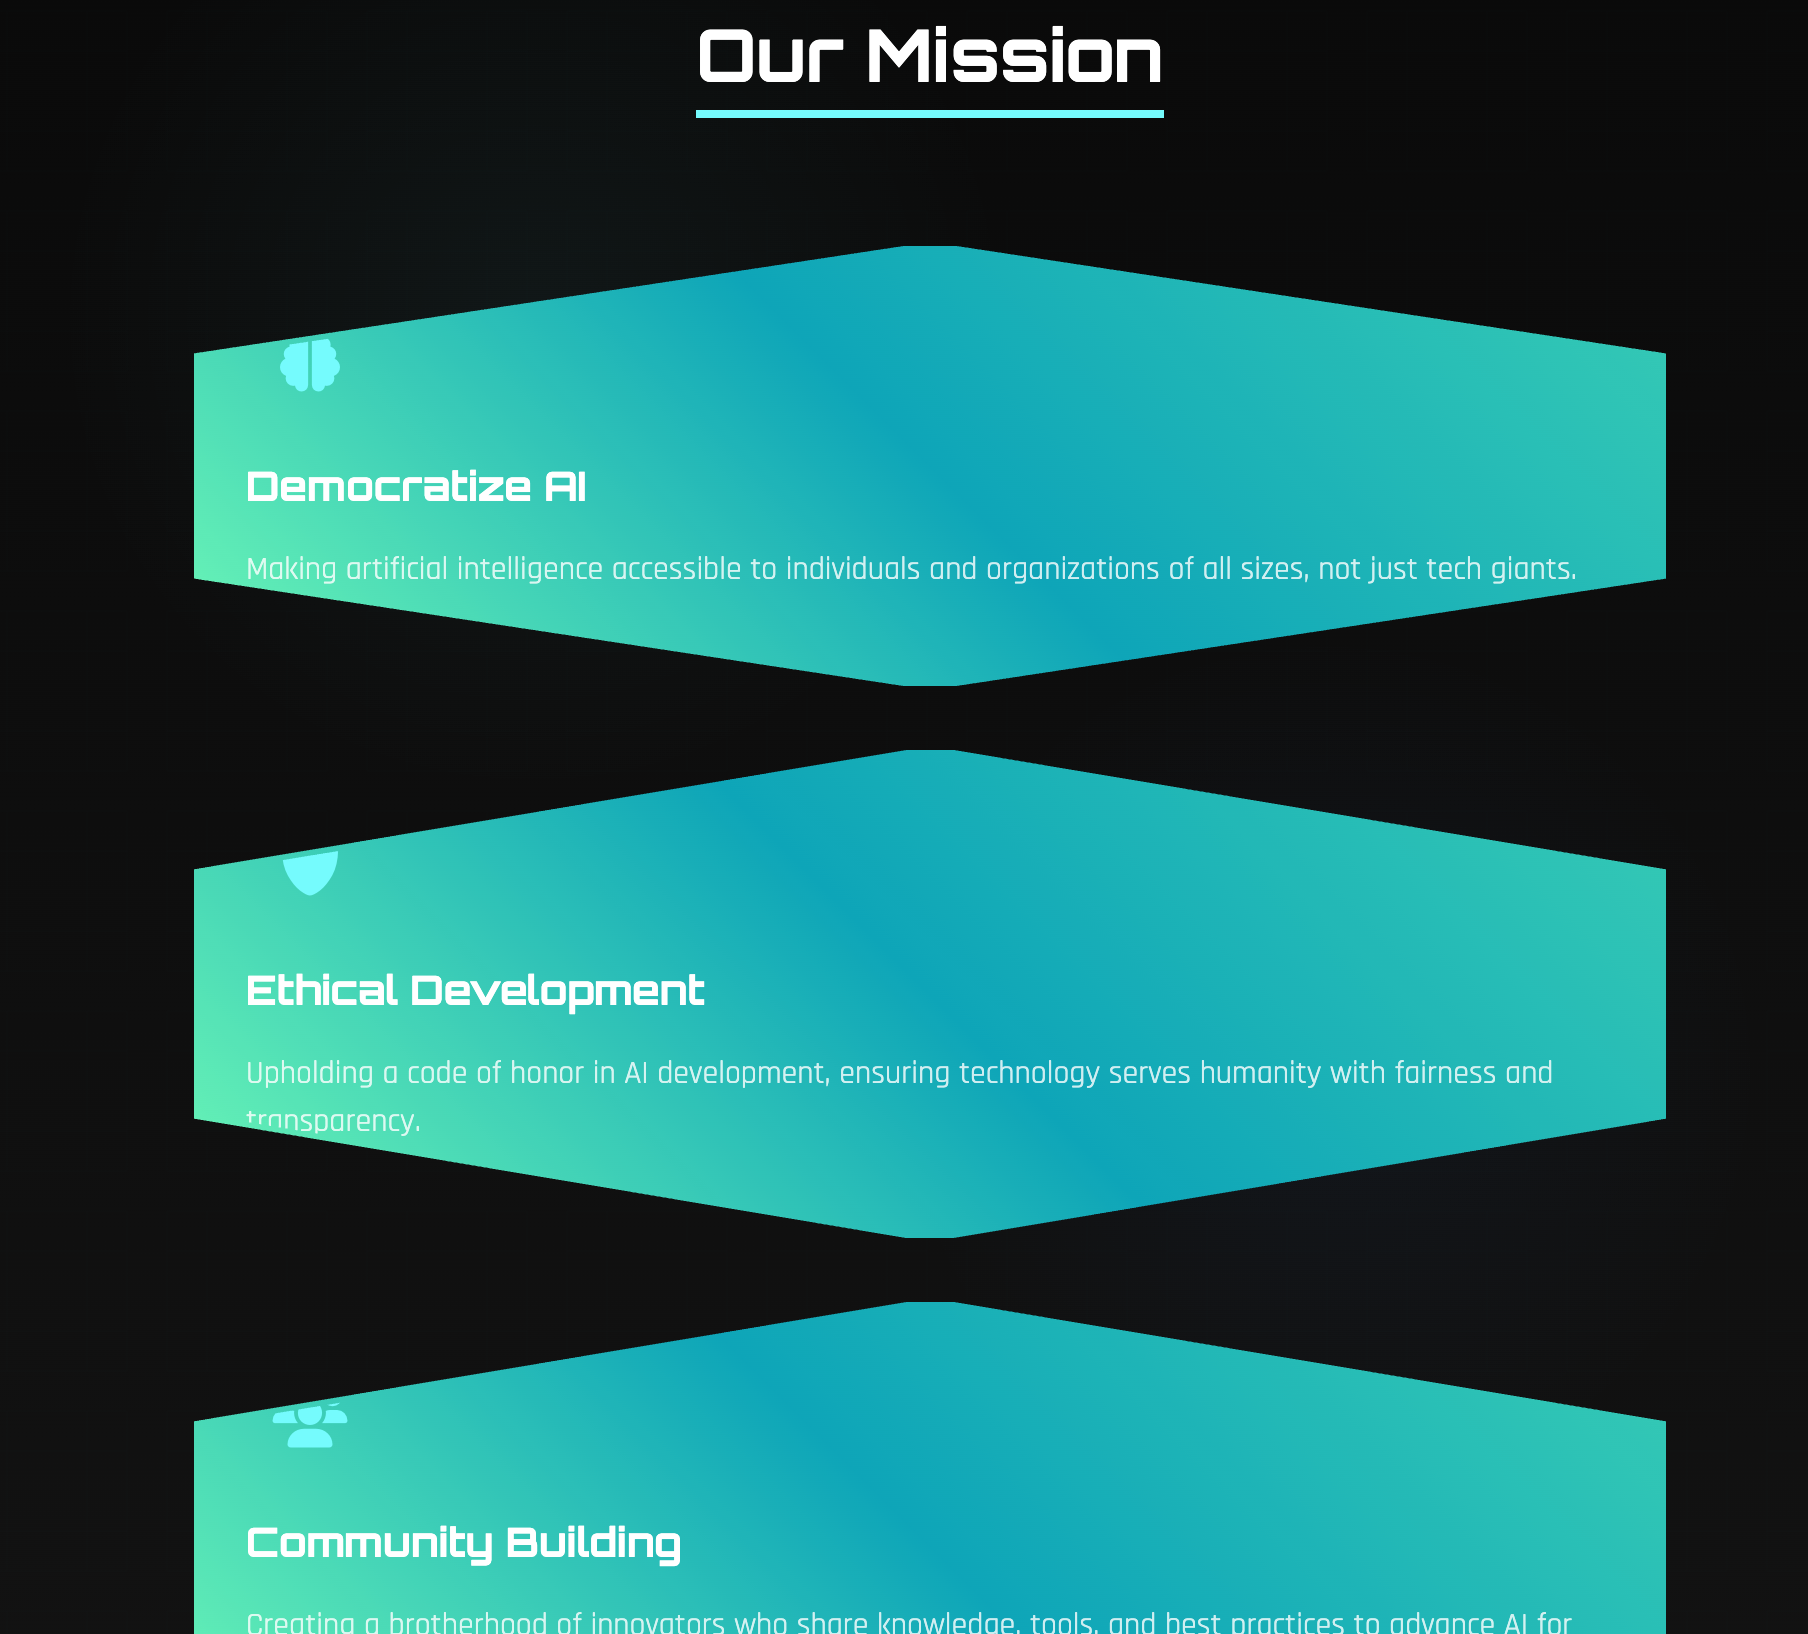 Our Mission
Democratize AI
Making artificial intelligence accessible to individuals and organizations of all sizes, not just tech giants.
Ethical Development
Upholding a code of honor in AI development, ensuring technology serves humanity with fairness and
transparency.
Community Building
Creating a brotherhood of innovators who share knowledge, tools, and best practices to advance AI for